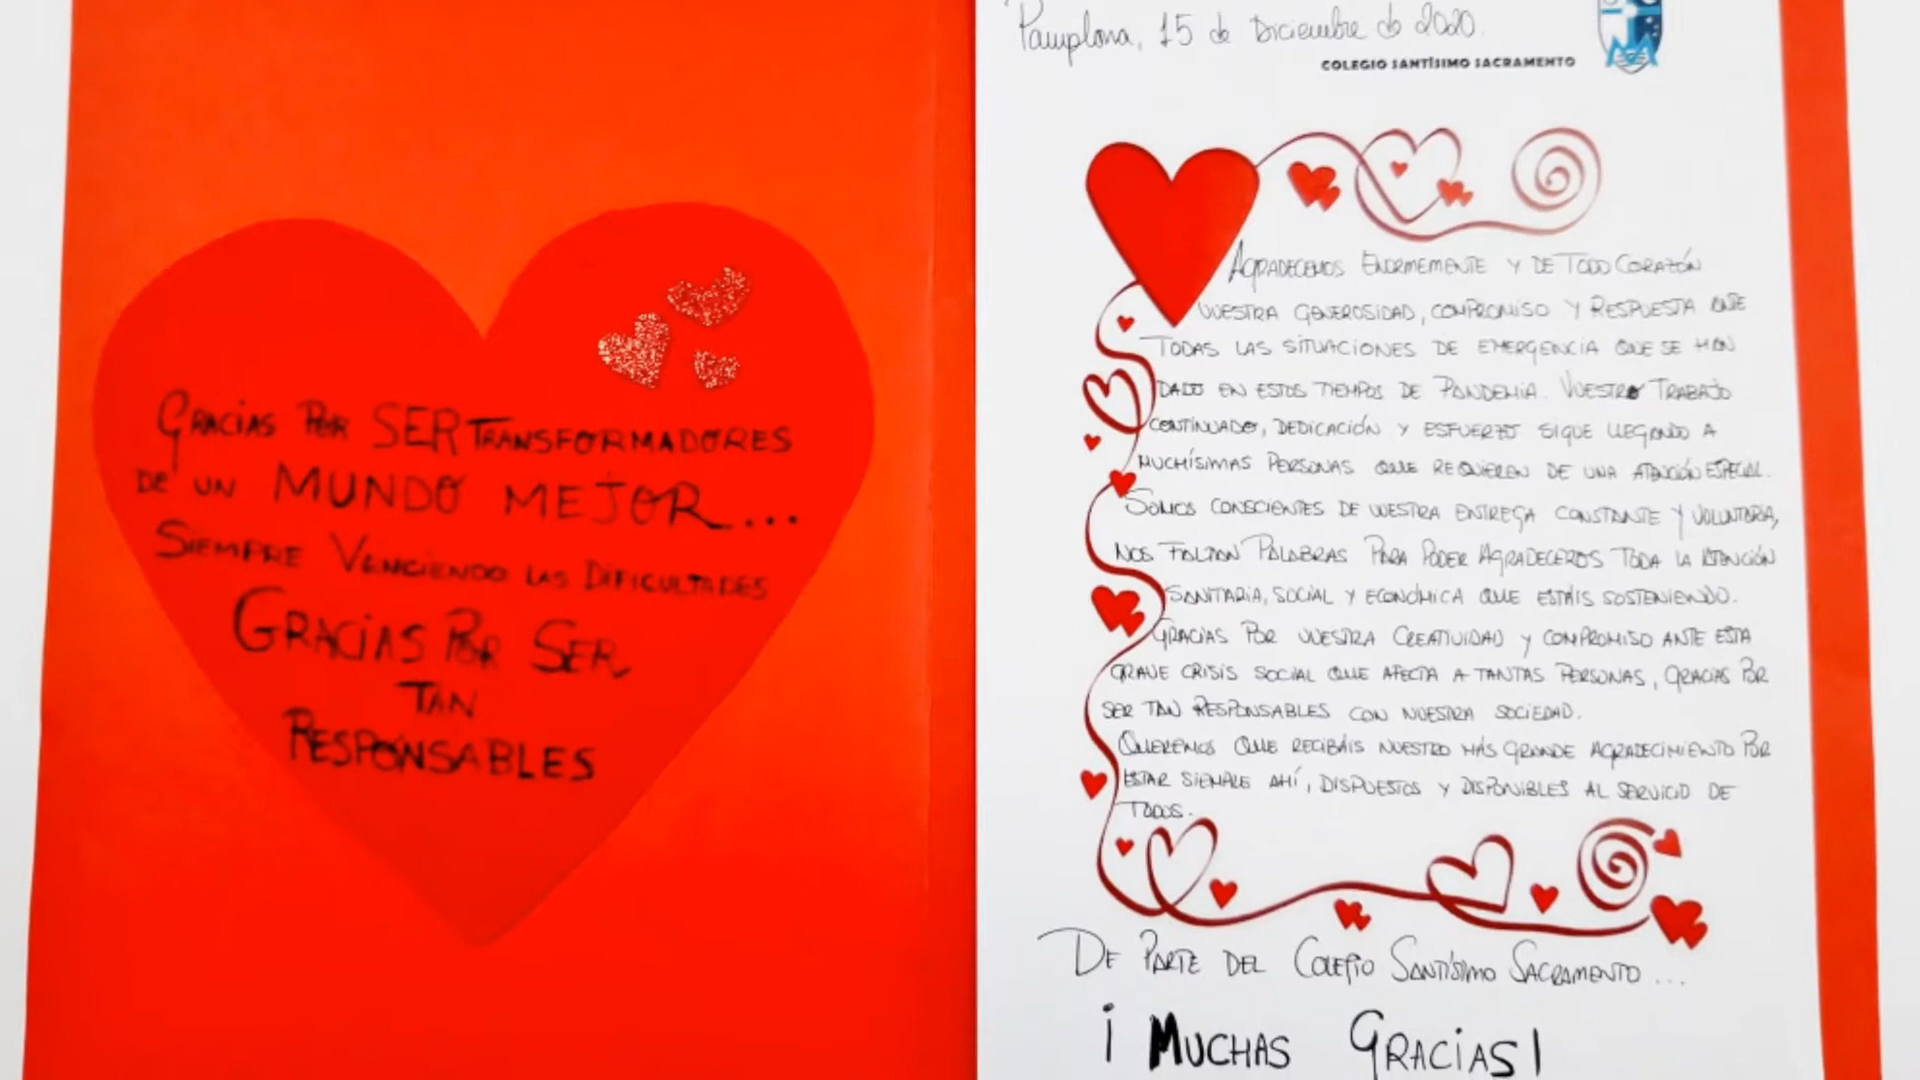 Gracias Por SER Transformadores
de un MUNDO MEJOR...
Siempre Venciendo las Dificultades
Gracias Por Ser
Tan
Responsables
Pamplona, 15 de Diciembre de 2020.
COLEGIO SANTÍSIMO SACRAMENTO
Agradecemos Enormemente y de Todo Corazón
vuestra generosidad, compromiso y respuesta ante
todas las situaciones de emergencia que se han
dado en estos tiempos de Pandemia. Vuestro Trabajo
continuado, dedicación y esfuerzo sigue llegando a
muchísimas personas que requieren de una atención especial.
Somos conscientes de vuestra entrega constante y voluntaria,
nos faltan Palabras Para Poder Agradeceros toda la atención
sanitaria, social y económica que estáis sosteniendo.
Gracias por vuestra Creatividad y compromiso ante esta
grave crisis social que afecta a tantas personas, gracias por
ser tan responsables con nuestra sociedad.
Queremos que recibáis nuestro más grande agradecimiento por
estar siempre ahí, dispuestos y disponibles al servicio de
todos.
De Parte del Colegio Santísimo Sacramento...
¡Muchas Gracias!